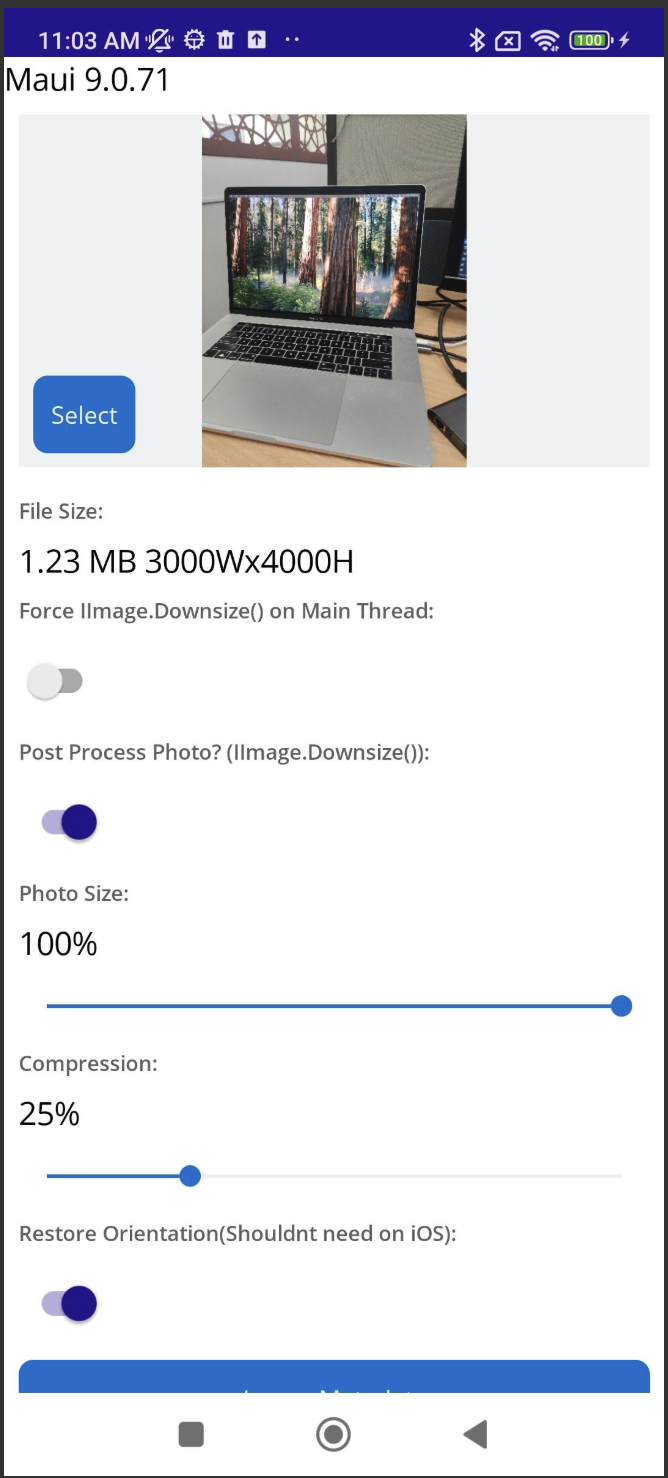 11:03 AM
100
Maui 9.0.71
Select
File Size:
1.23 MB 3000Wx4000H
Force IImage.Downsize() on Main Thread:
Post Process Photo? (IImage.Downsize()):
Photo Size:
100%
Compression:
25%
Restore Orientation(Shouldnt need on iOS):